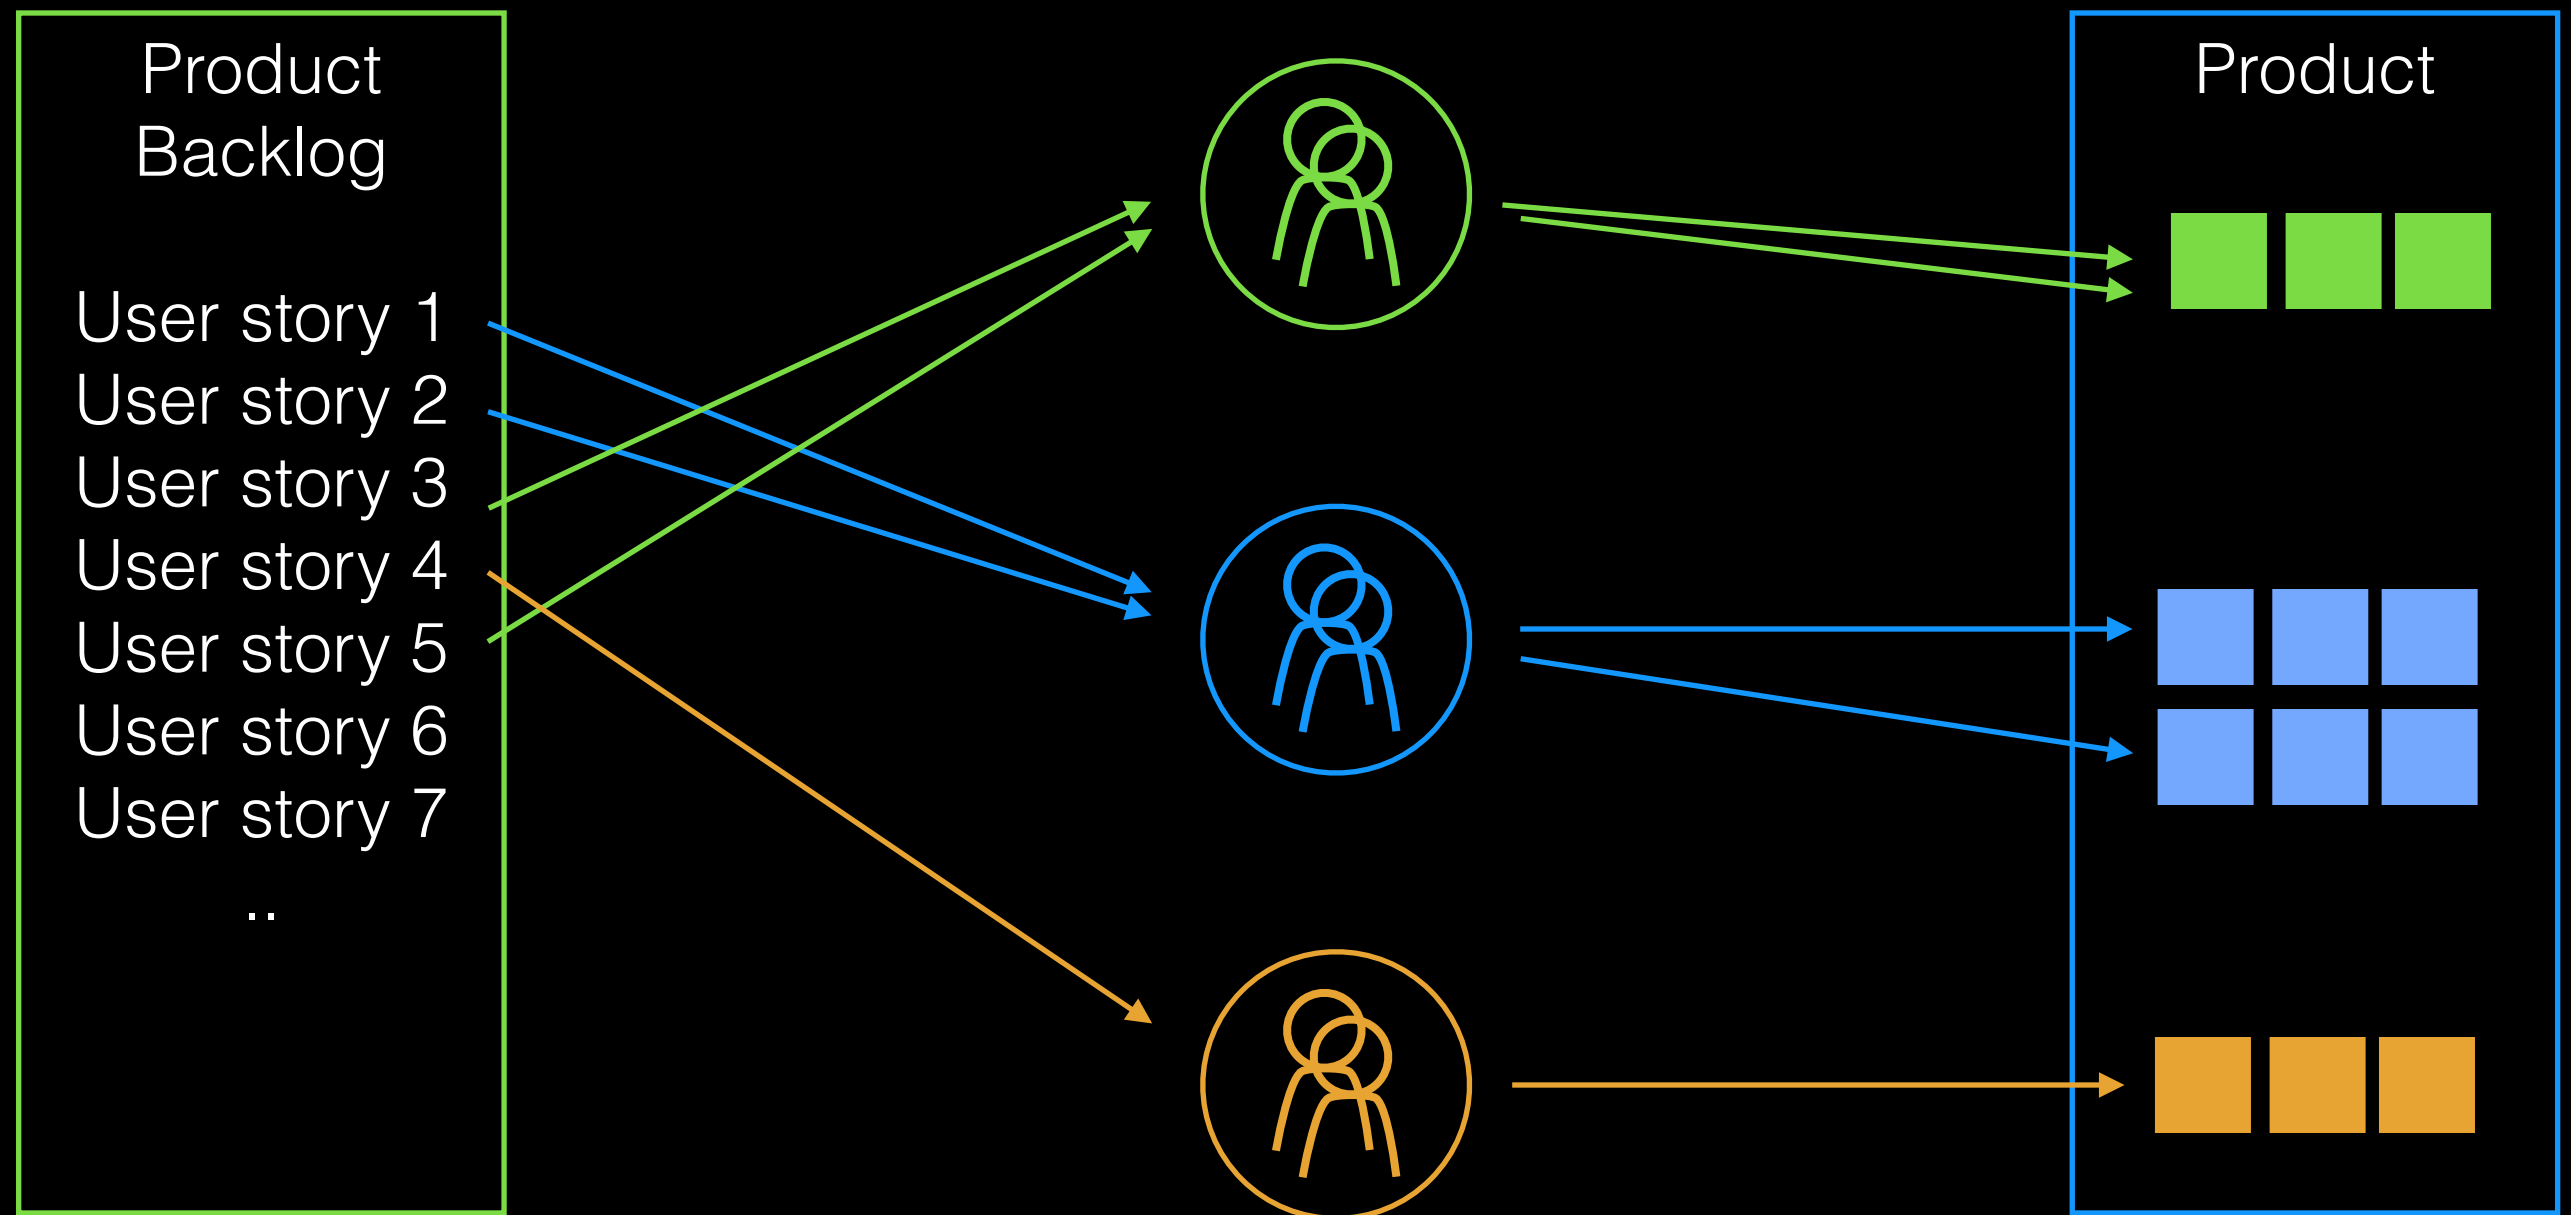 Product
Backlog
User story 1
User story 2
User story 3
User story 4
User story 5
User story 6
User story 7
..
Product